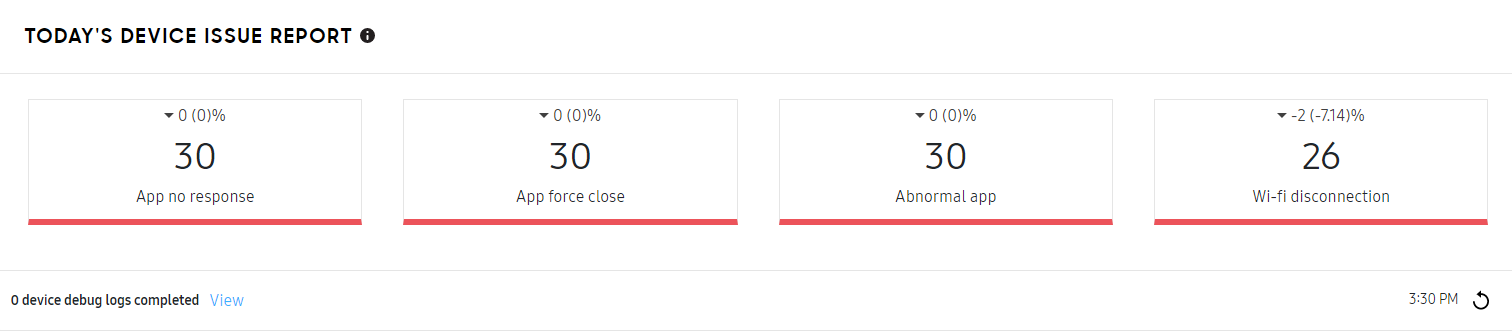 TODAY'S DEVICE ISSUE REPORT
0 (0)%
30
App no response
0 (0)%
30
App force close
0 (0)%
30
Abnormal app
-2 (-7.14)%
26
Wi-fi disconnection
0 device debug logs completed View
3:30 PM